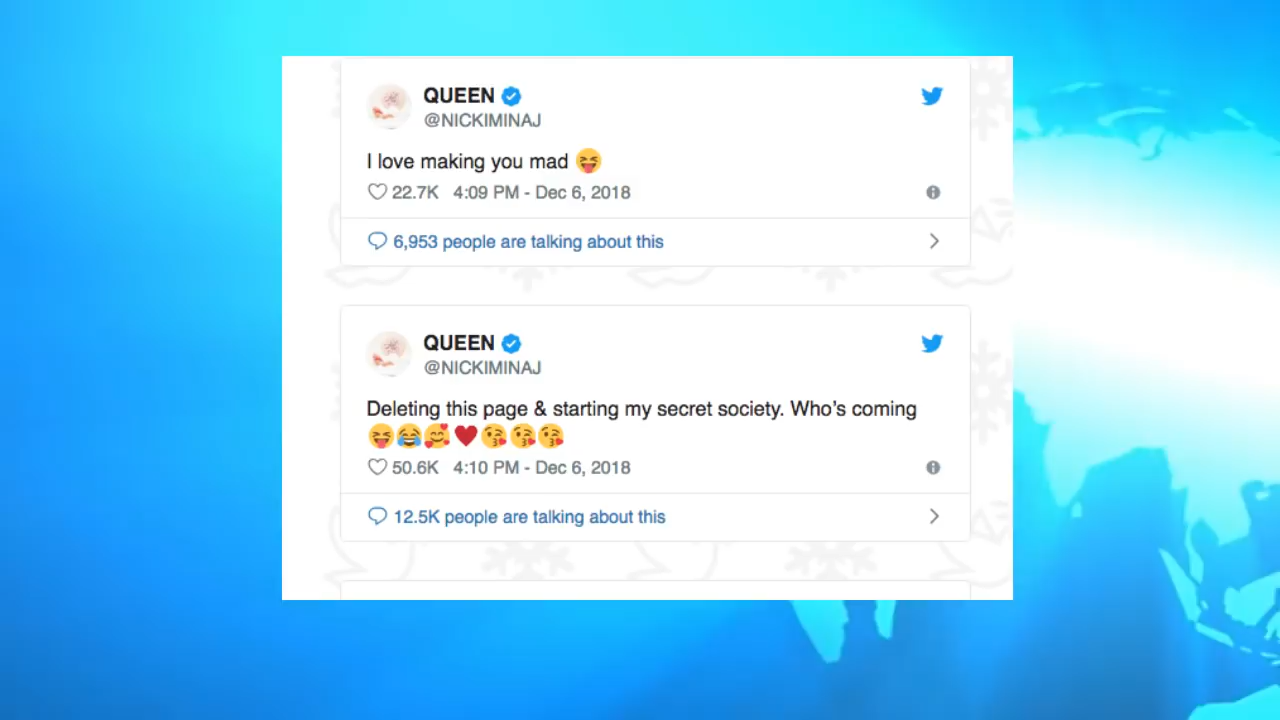 QUEEN
@NICKIMINAJ
I love making you mad 😝
22.7K 4:09 PM - Dec 6, 2018
6,953 people are talking about this
QUEEN
@NICKIMINAJ
Deleting this page & starting my secret society. Who’s coming
😝😂🥰❤️😘😘😘
50.6K 4:10 PM - Dec 6, 2018
12.5K people are talking about this